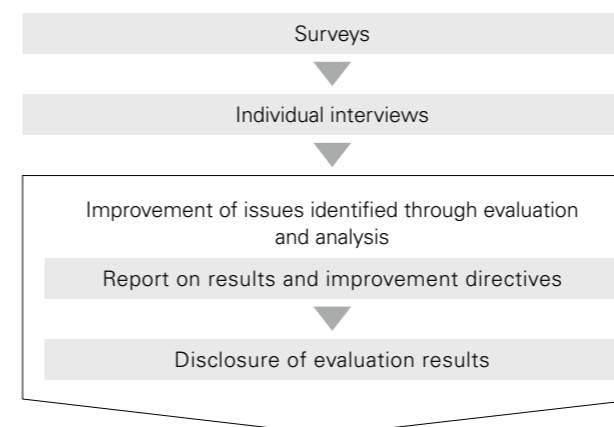 Surveys
Individual interviews
Improvement of issues identified through evaluation
and analysis
Report on results and improvement directives
Disclosure of evaluation results